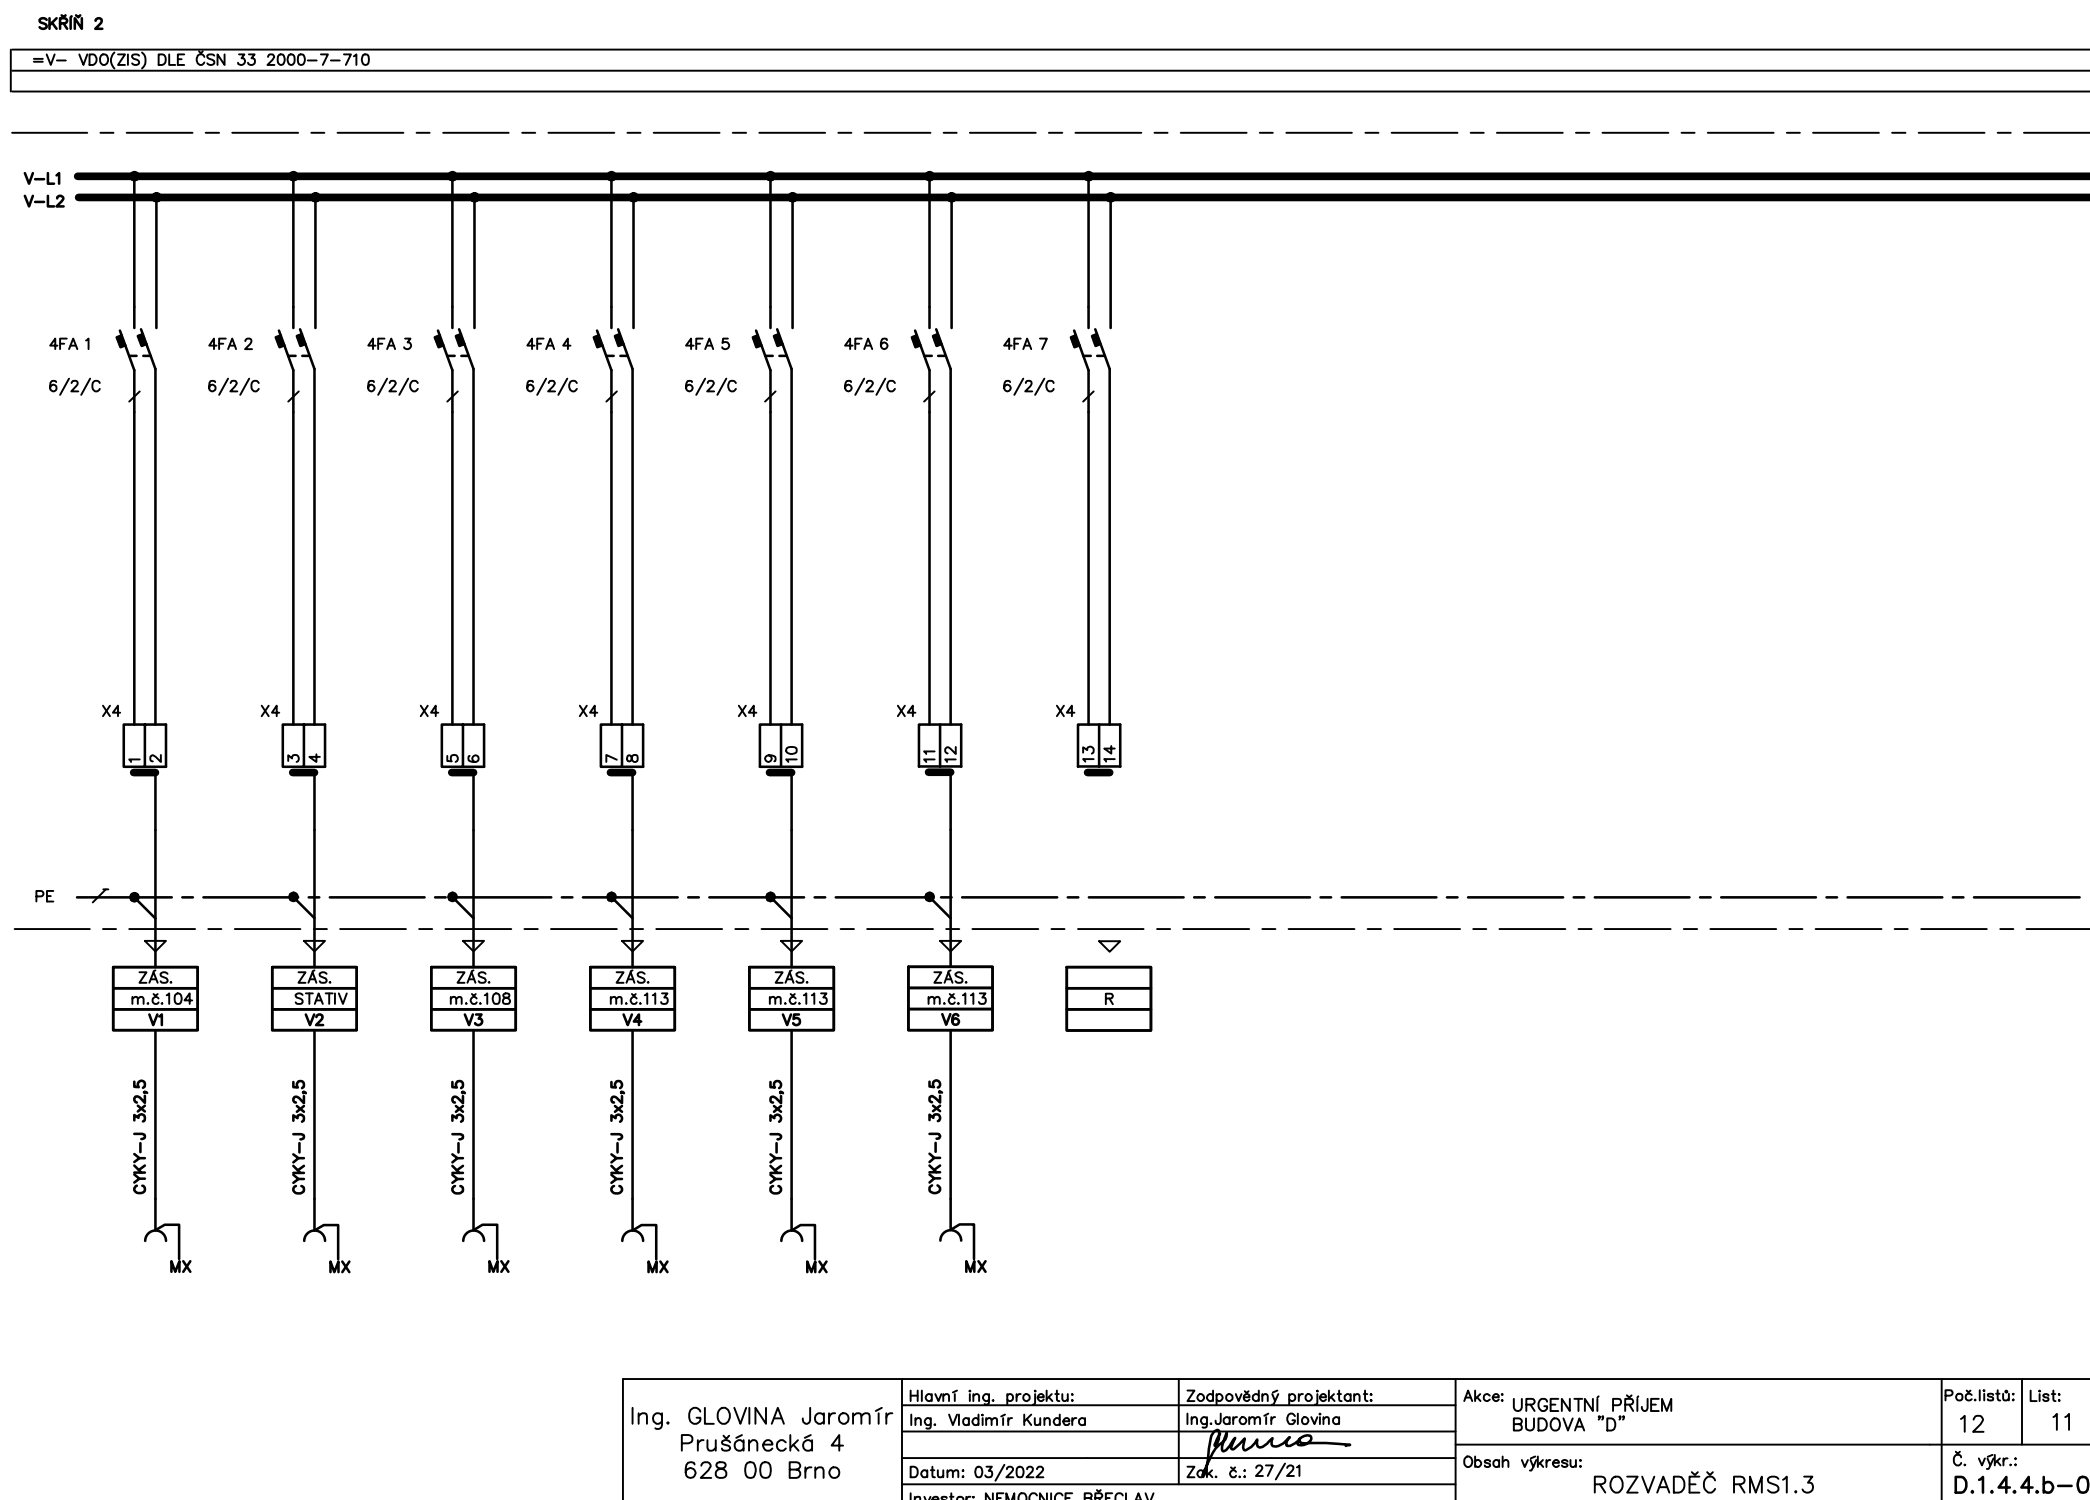 SKŘÍŇ 2
=V- VDO(ZIS) DLE ČSN 33 2000-7-710
V-L1
V-L2
4FA 1 4FA 2 4FA 3 4FA 4 4FA 5 4FA 6 4FA 7
6/2/C 6/2/C 6/2/C 6/2/C 6/2/C 6/2/C 6/2/C
X4 X4 X4 X4 X4 X4 X4
1 2 3 4 5 6 7 8 9 10 11 12 13 14
PE
ZÁS. ZÁS. ZÁS. ZÁS. ZÁS. ZÁS.
m.č.104 STATIV m.č.108 m.č.113 m.č.113 m.č.113 R
V1 V2 V3 V4 V5 V6
CYKY-J 3x2,5 CYKY-J 3x2,5 CYKY-J 3x2,5 CYKY-J 3x2,5 CYKY-J 3x2,5 CYKY-J 3x2,5
MX MX MX MX MX MX
Ing. GLOVINA Jaromír
Prušánecká 4
628 00 Brno
Hlavní ing. projektu:
Ing. Vladimír Kundera
Zodpovědný projektant:
Ing.Jaromír Glovina
Datum: 03/2022
Zak. č.: 27/21
Investor: NEMOCNICE BŘECLAV
Akce: URGENTNÍ PŘÍJEM
BUDOVA "D"
Obsah výkresu:
ROZVADĚČ RMS1.3
Poč.listů:
12
List:
11
Č. výkr.:
D.1.4.4.b-0